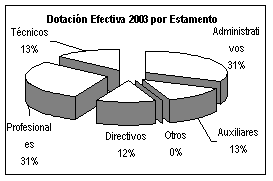 Dotación Efectiva 2003 por Estamento
Técnicos
13%
Administrati
vos
31%
Profesional
es
31%
Directivos
12%
Otros
0%
Auxiliares
13%